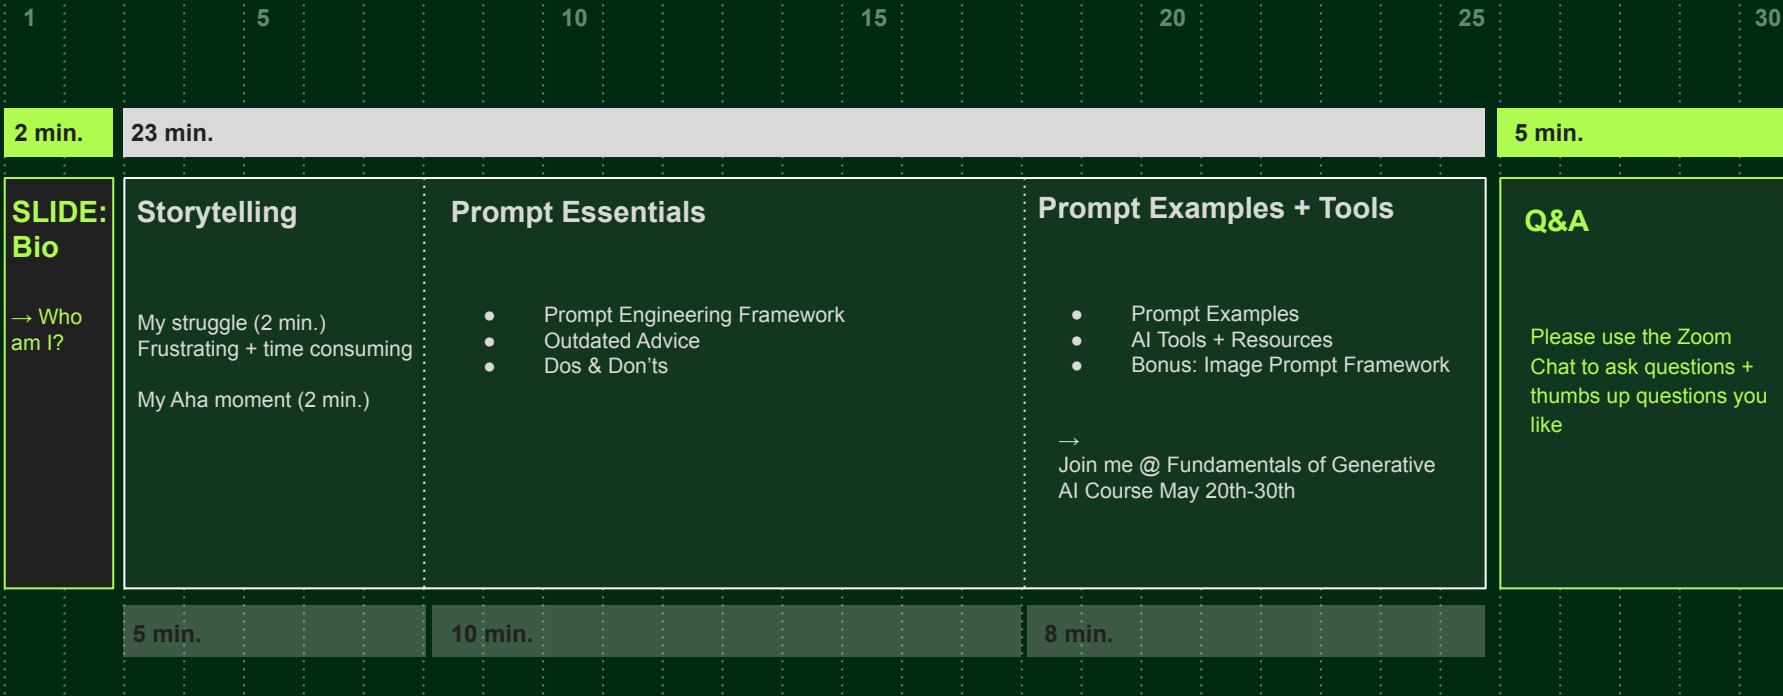 1 5 10 15 20 25 30
2 min. 23 min. 5 min.
SLIDE:
Bio
→ Who
am I?
Storytelling
My struggle (2 min.)
Frustrating + time consuming
My Aha moment (2 min.)
Prompt Essentials
● Prompt Engineering Framework
● Outdated Advice
● Dos & Don’ts
Prompt Examples + Tools
● Prompt Examples
● AI Tools + Resources
● Bonus: Image Prompt Framework
→
Join me @ Fundamentals of Generative
AI Course May 20th-30th
Q&A
Please use the Zoom
Chat to ask questions +
thumbs up questions you
like
5 min. 10 min. 8 min.